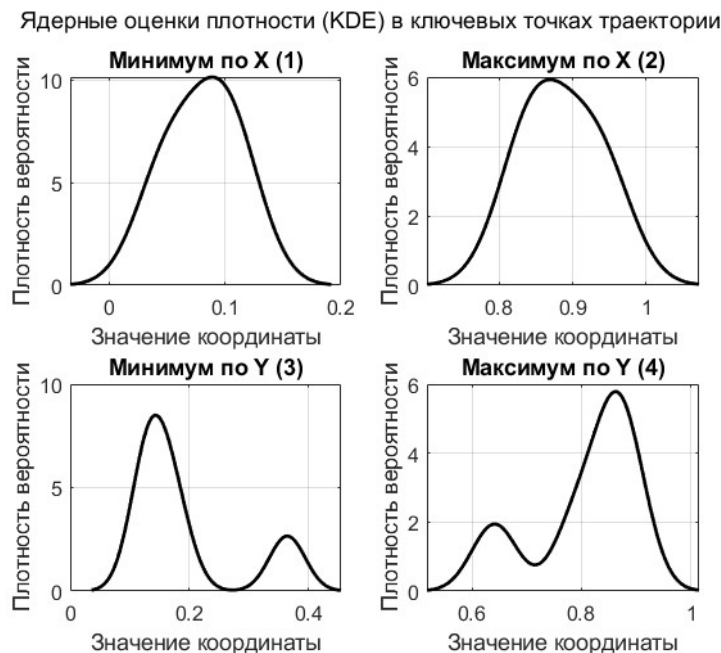 Ядерные оценки плотности (KDE) в ключевых точках траектории
Минимум по X (1)
Плотность вероятности
10
5
0
0
0.1
0.2
Значение координаты
Максимум по X (2)
Плотность вероятности
6
4
2
0
0.8
0.9
1
Значение координаты
Минимум по Y (3)
Плотность вероятности
10
5
0
0
0.2
0.4
Значение координаты
Максимум по Y (4)
Плотность вероятности
6
4
2
0
0.6
0.8
1
Значение координаты